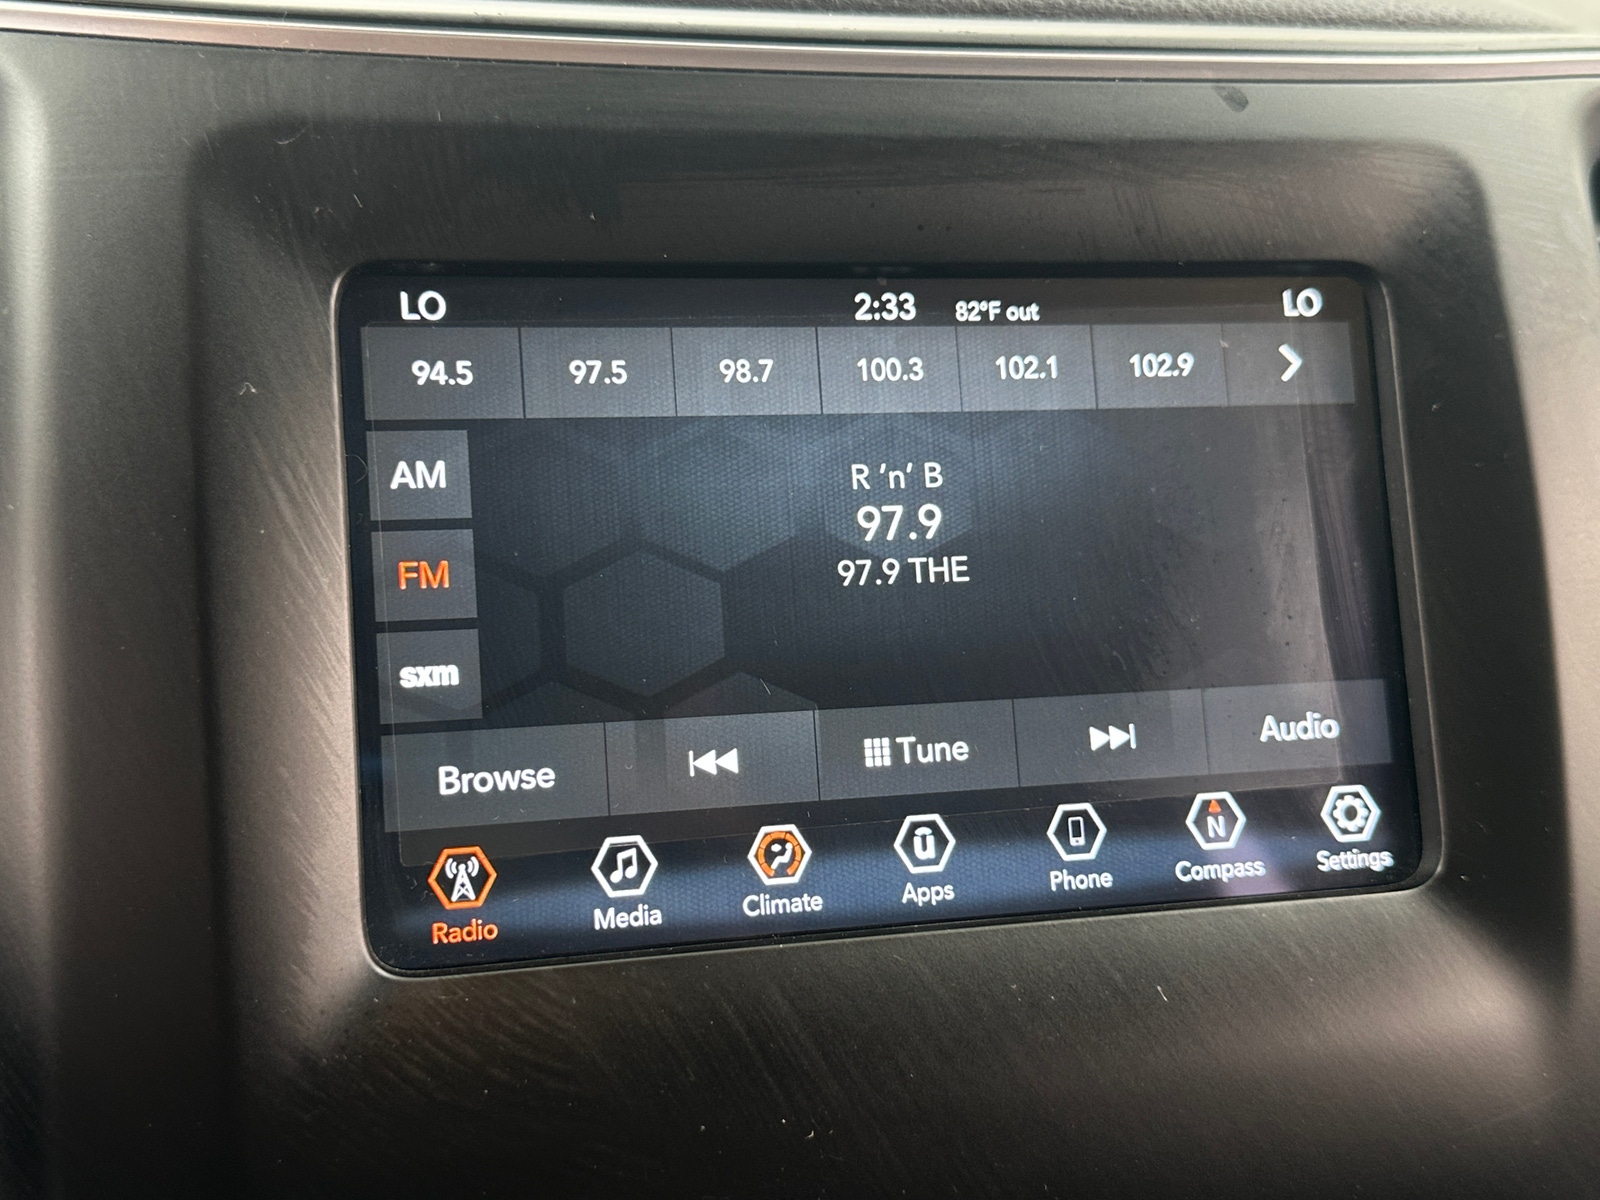 LO 2:33 82°F out LO
94.5 97.5 98.7 100.3 102.1 102.9
AM
R 'n' B
97.9
FM
97.9 THE
sxm
Browse Tune Audio
Radio Media Climate Apps Phone N Compass Settings